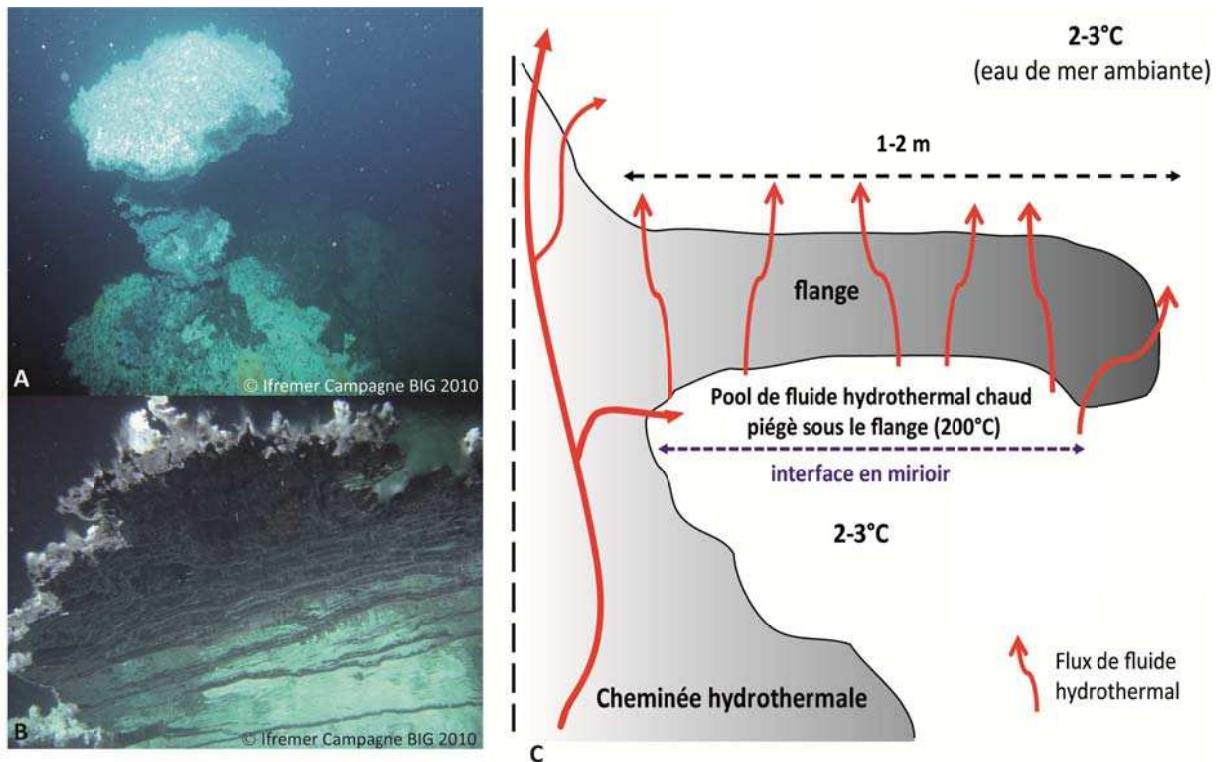 A
© Ifremer Campagne BIG 2010
B
© Ifremer Campagne BIG 2010
2-3°C
(eau de mer ambiante)
1-2 m
flange
Pool de fluide hydrothermal chaud
piégè sous le flange (200°C)
interface en mirioir
2-3°C
Cheminée hydrothermale
Flux de fluide
hydrothermal
C